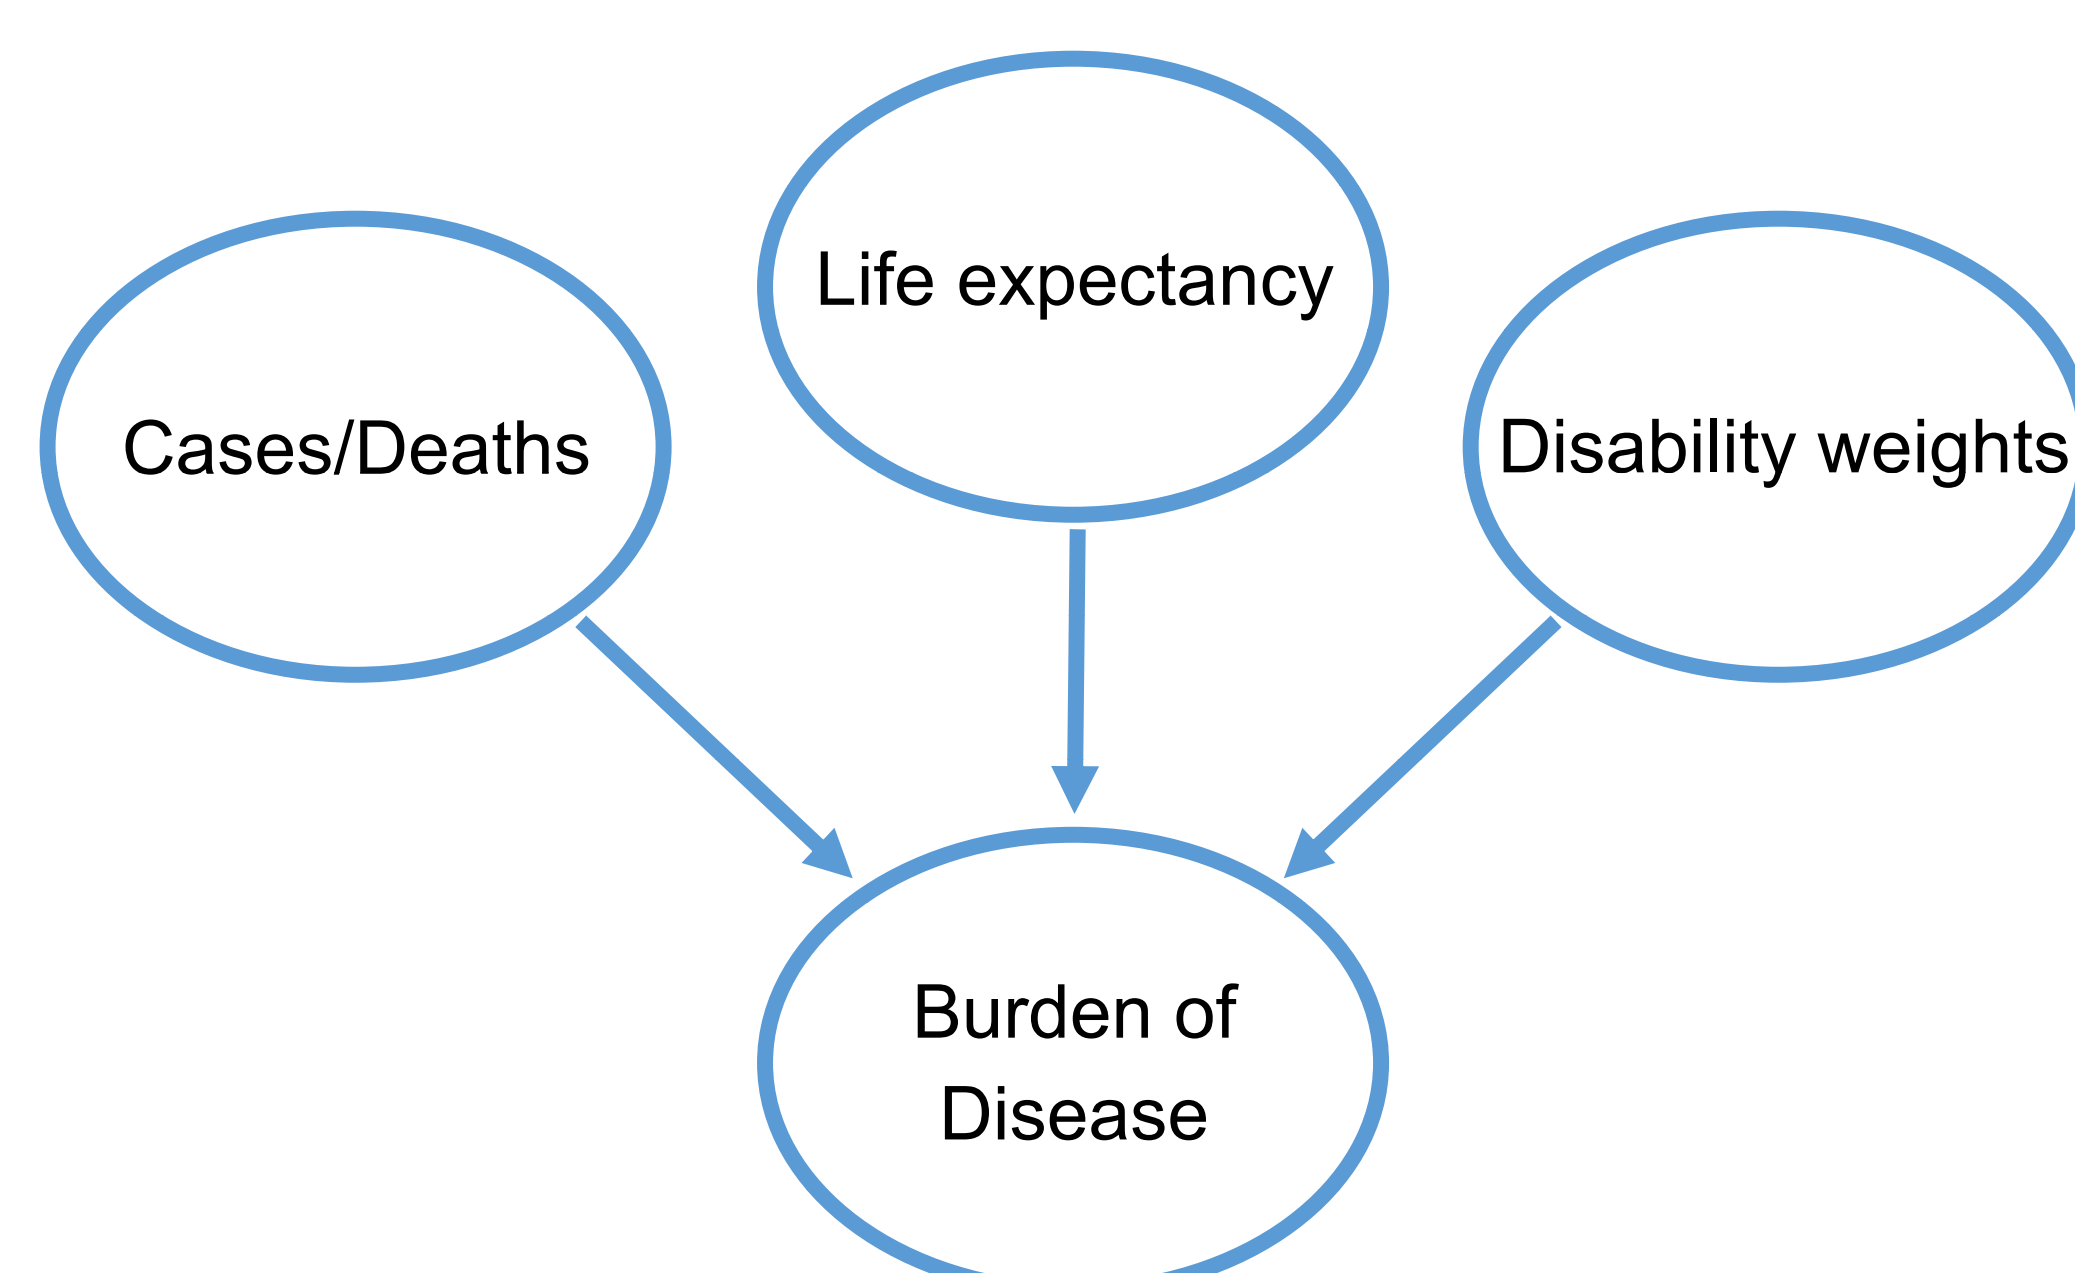 Life expectancy
Cases/Deaths
Disability weights
Burden of
Disease